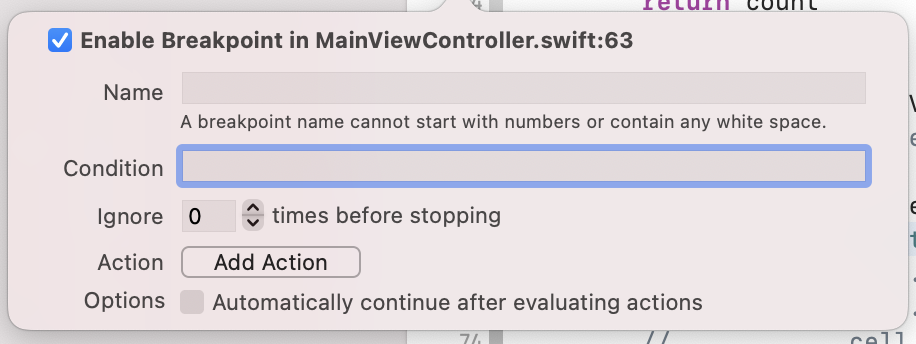 return count
Enable Breakpoint in MainViewController.swift:63
Name
A breakpoint name cannot start with numbers or contain any white space.
Condition
Ignore 0 times before stopping
Action Add Action
Options Automatically continue after evaluating actions
74 // cell